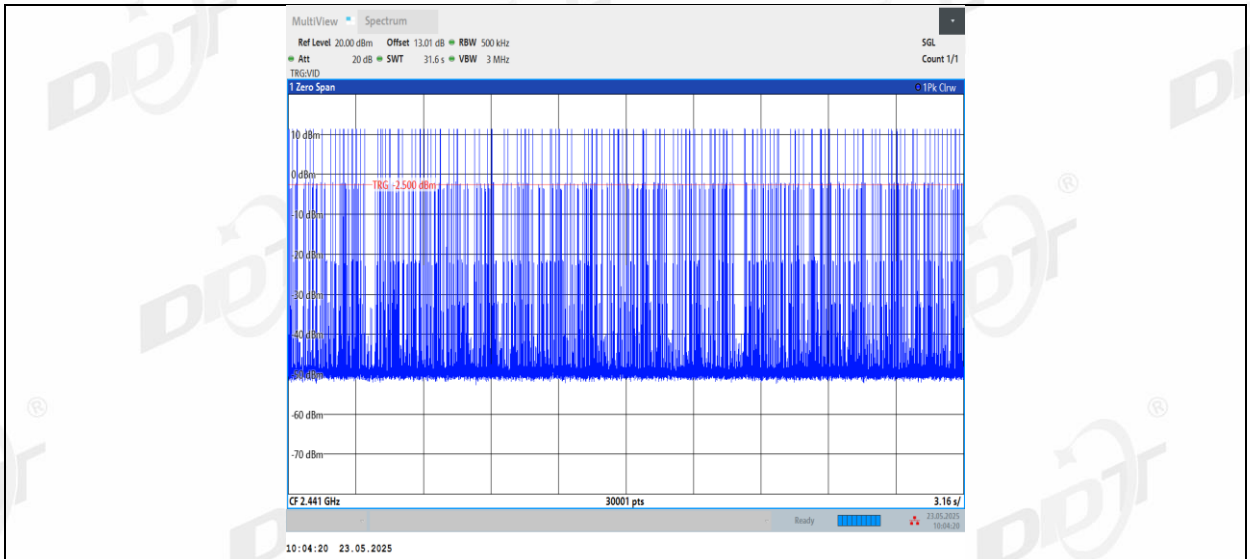 MultiView Spectrum
Ref Level 20.00 dBm Offset 13.01 dB RBW 500 kHz SGL
Att 20 dB SWT 31.6 s VBW 3 MHz Count 1/1
TRG:VID
1 Zero Span 1Pk Clrw
10 dBm
0 dBm
TRG -2.500 dBm
-10 dBm
-20 dBm
-30 dBm
-40 dBm
-50 dBm
-60 dBm
-70 dBm
CF 2.441 GHz 30001 pts 3.16 s/
Ready 23.05.2025
10:04:20
10:04:20 23.05.2025
DDT
®